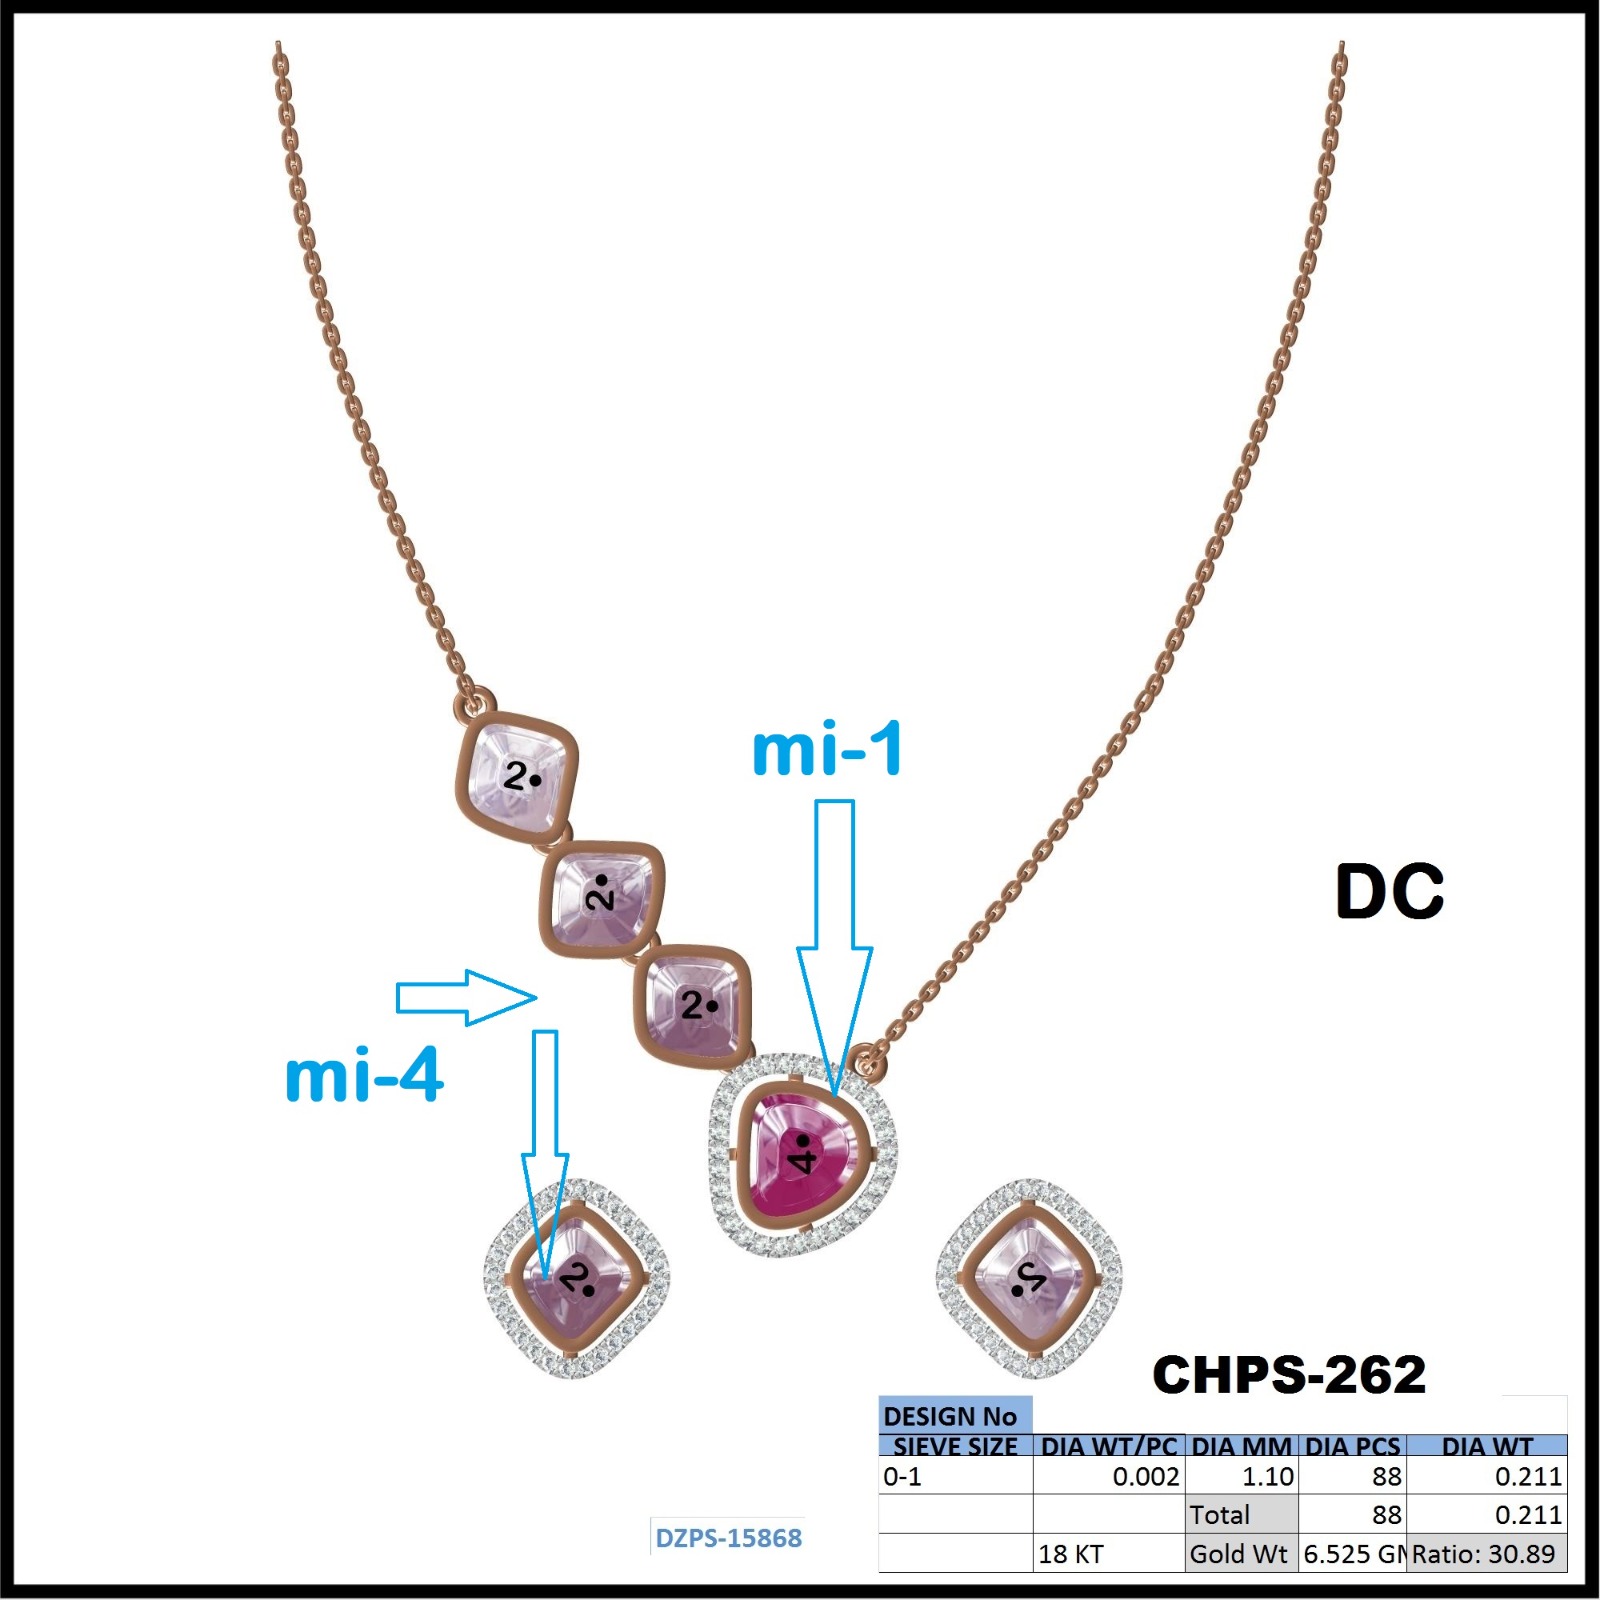 mi-1
2•
2•
DC
2•
mi-4
4•
2•
2•
CHPS-262
DESIGN No
SIEVE SIZE DIA WT/PC DIA MM DIA PCS DIA WT
0-1 0.002 1.10 88 0.211
Total 88 0.211
DZPS-15868
18 KT Gold Wt 6.525 GM Ratio: 30.89